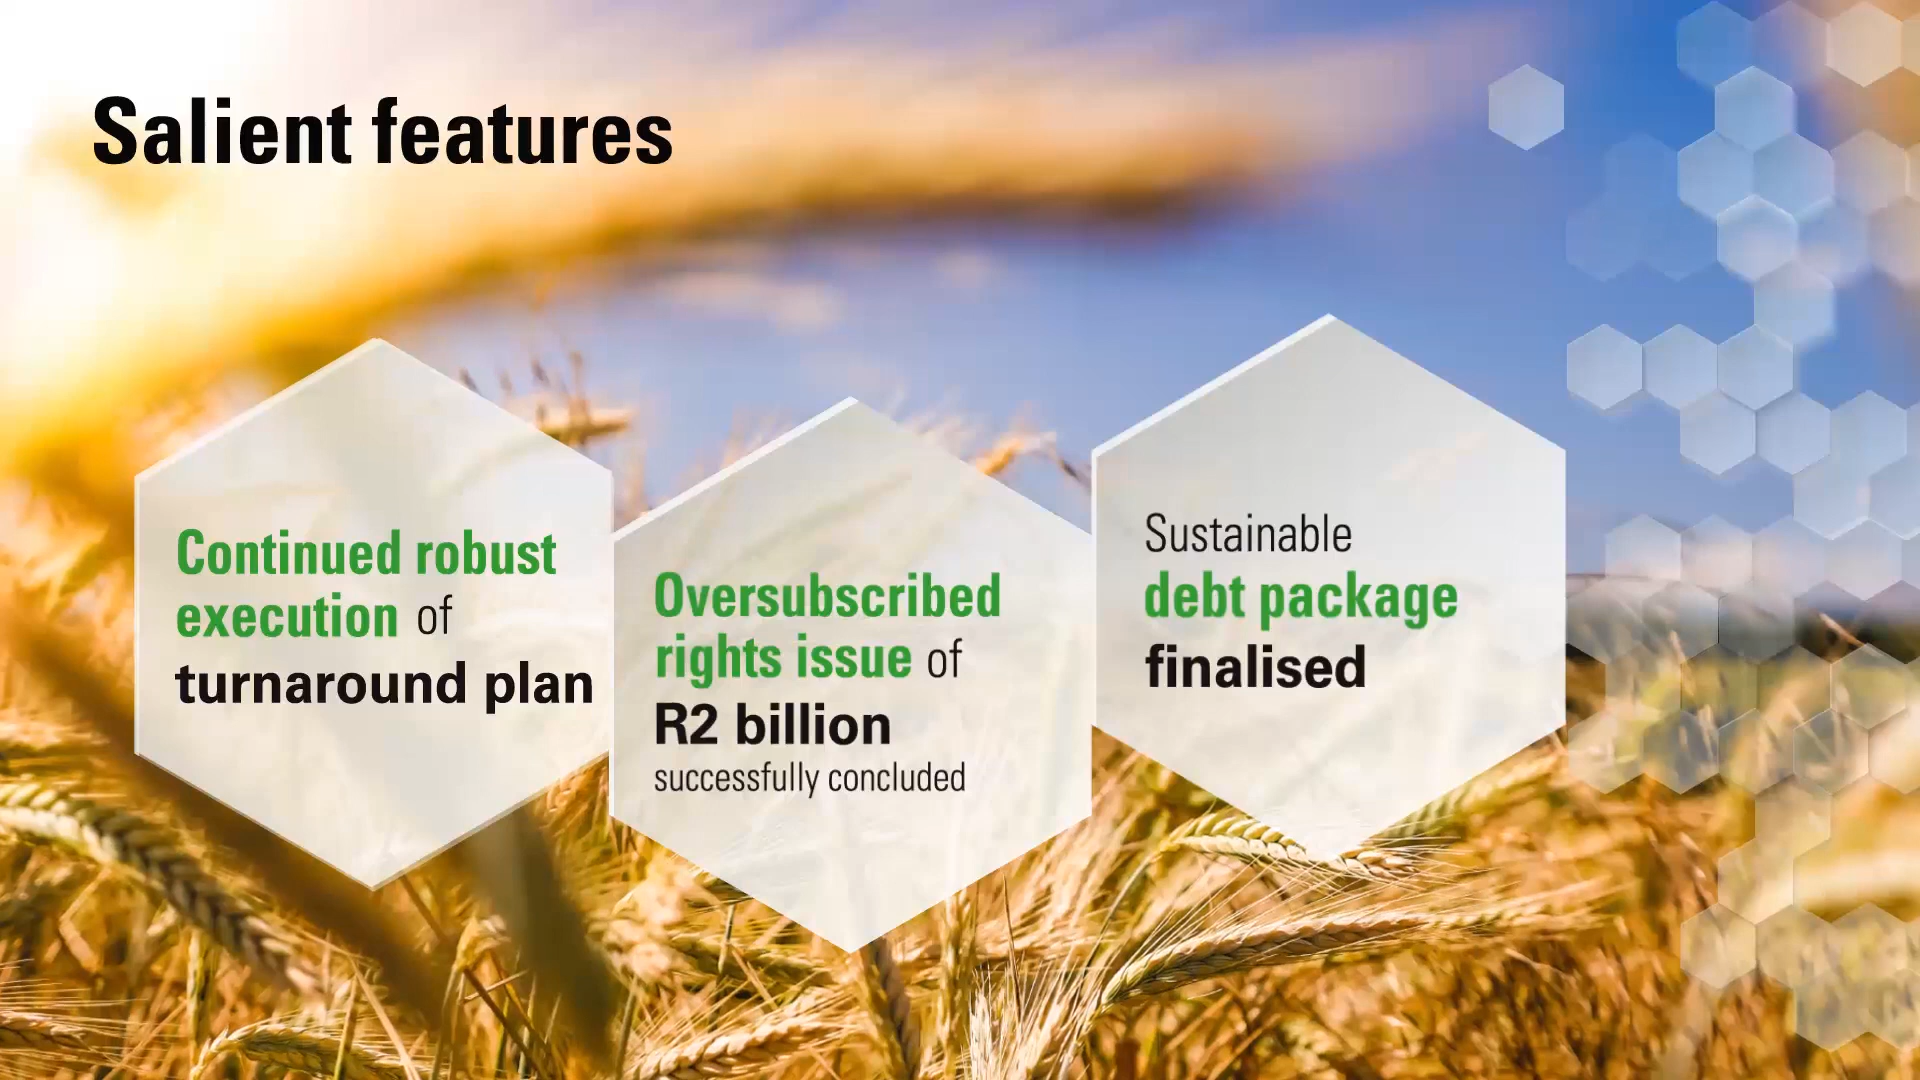 Salient features
Continued robust
execution of
turnaround plan
Oversubscribed
rights issue of
R2 billion
successfully concluded
Sustainable
debt package
finalised